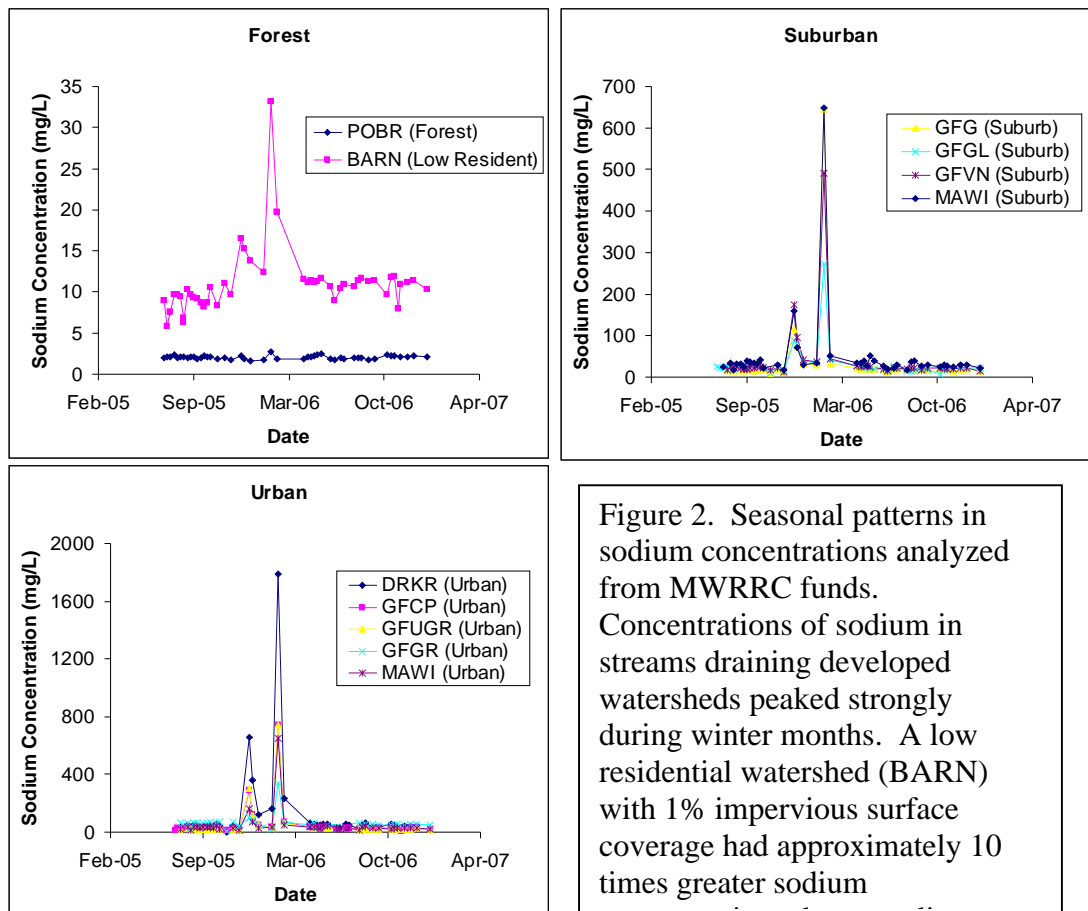 Forest
35
30
25
20
15
10
5
0
Sodium Concentration (mg/L)
POBR (Forest)
BARN (Low Resident)
Feb-05 Sep-05 Mar-06 Oct-06 Apr-07
Date
Suburban
700
600
500
400
300
200
100
0
Sodium Concentration (mg/L)
GFG (Suburb)
GFGL (Suburb)
GFVN (Suburb)
MAWI (Suburb)
Feb-05 Sep-05 Mar-06 Oct-06 Apr-07
Date
Urban
2000
1600
1200
800
400
0
Sodium Concentration (mg/L)
DRKR (Urban)
GFCP (Urban)
GFUGR (Urban)
GFGR (Urban)
MAWI (Urban)
Feb-05 Sep-05 Mar-06 Oct-06 Apr-07
Date
Figure 2. Seasonal patterns in
sodium concentrations analyzed
from MWRRC funds.
Concentrations of sodium in
streams draining developed
watersheds peaked strongly
during winter months. A low
residential watershed (BARN)
with 1% impervious surface
coverage had approximately 10
times greater sodium